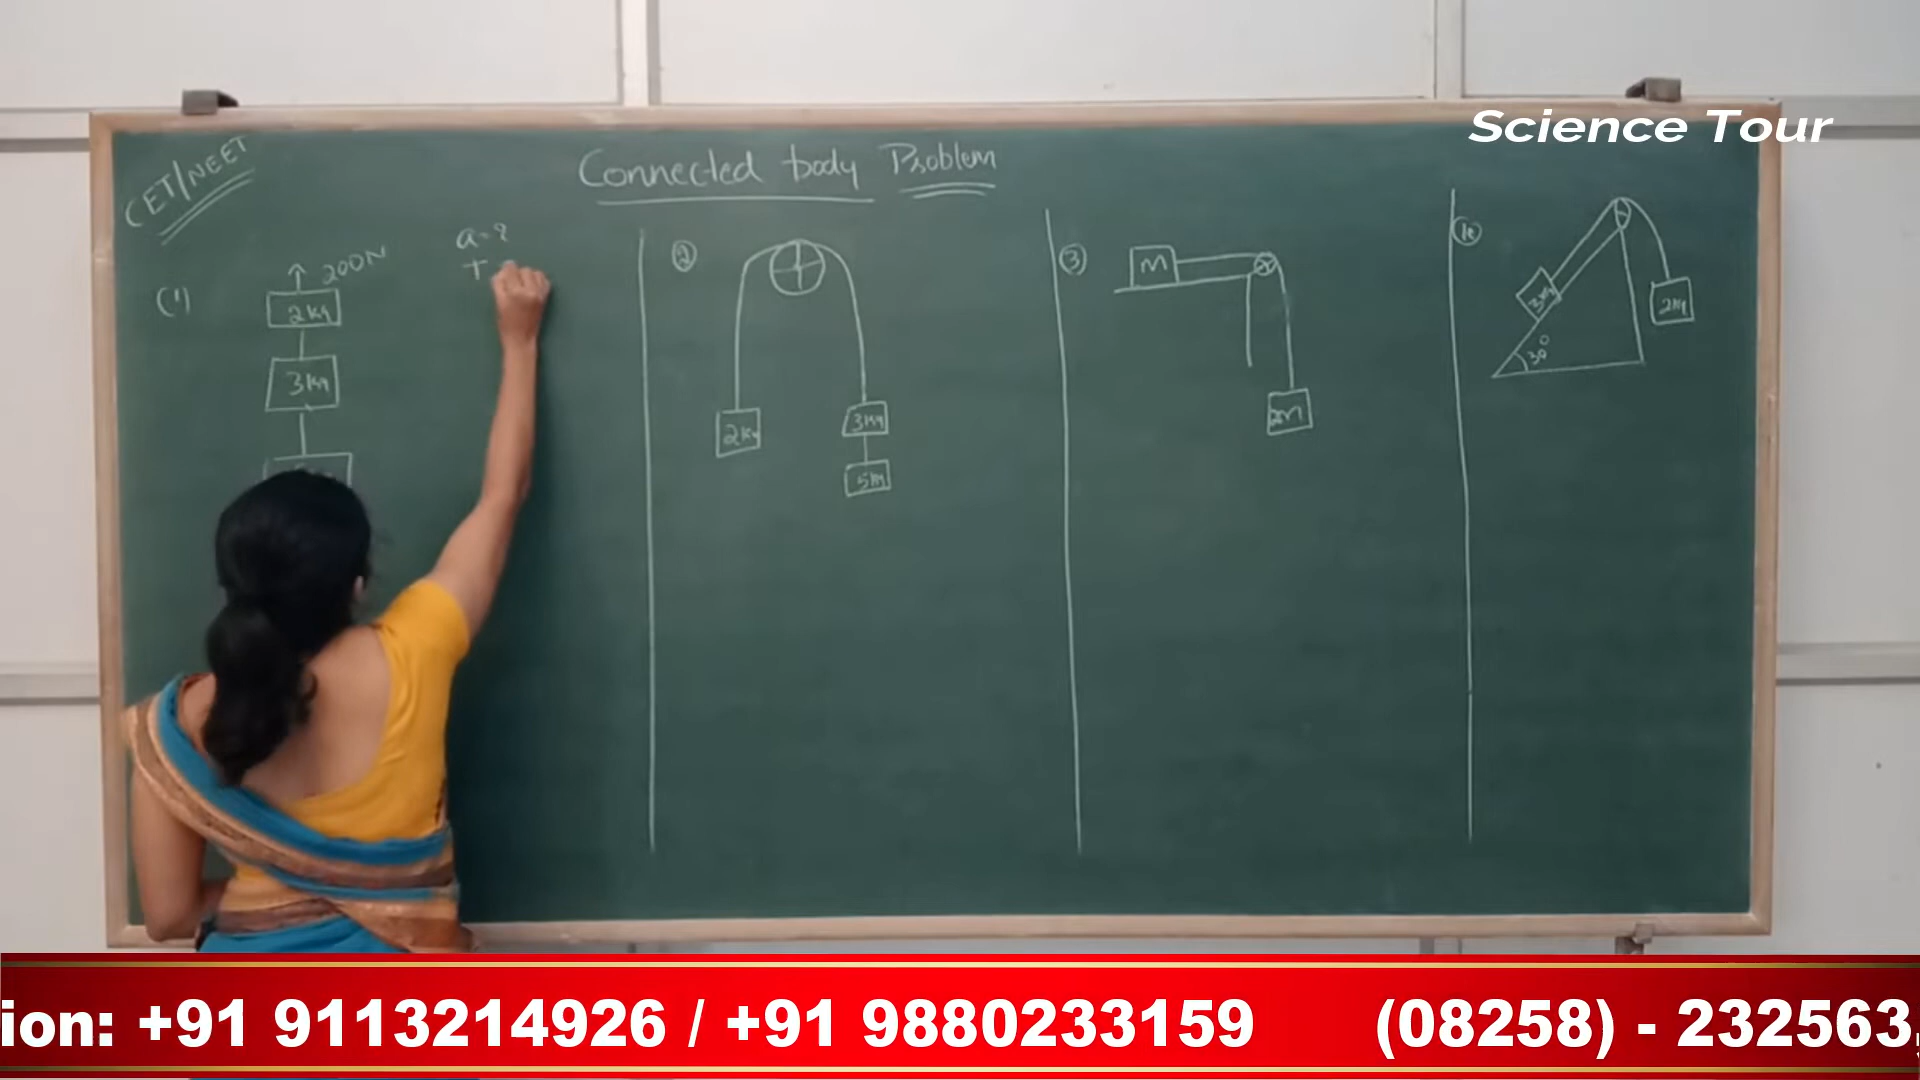 Science Tour
CET/NEET
Connected body Problem
(1)
200N
2Kg
3Kg
a=?
T
2
2Kg
3Kg
5Kg
3
M
2M
3Kg
30°
2Kg
ion: +91 9113214926 / +91 9880233159 (08258) - 232563,